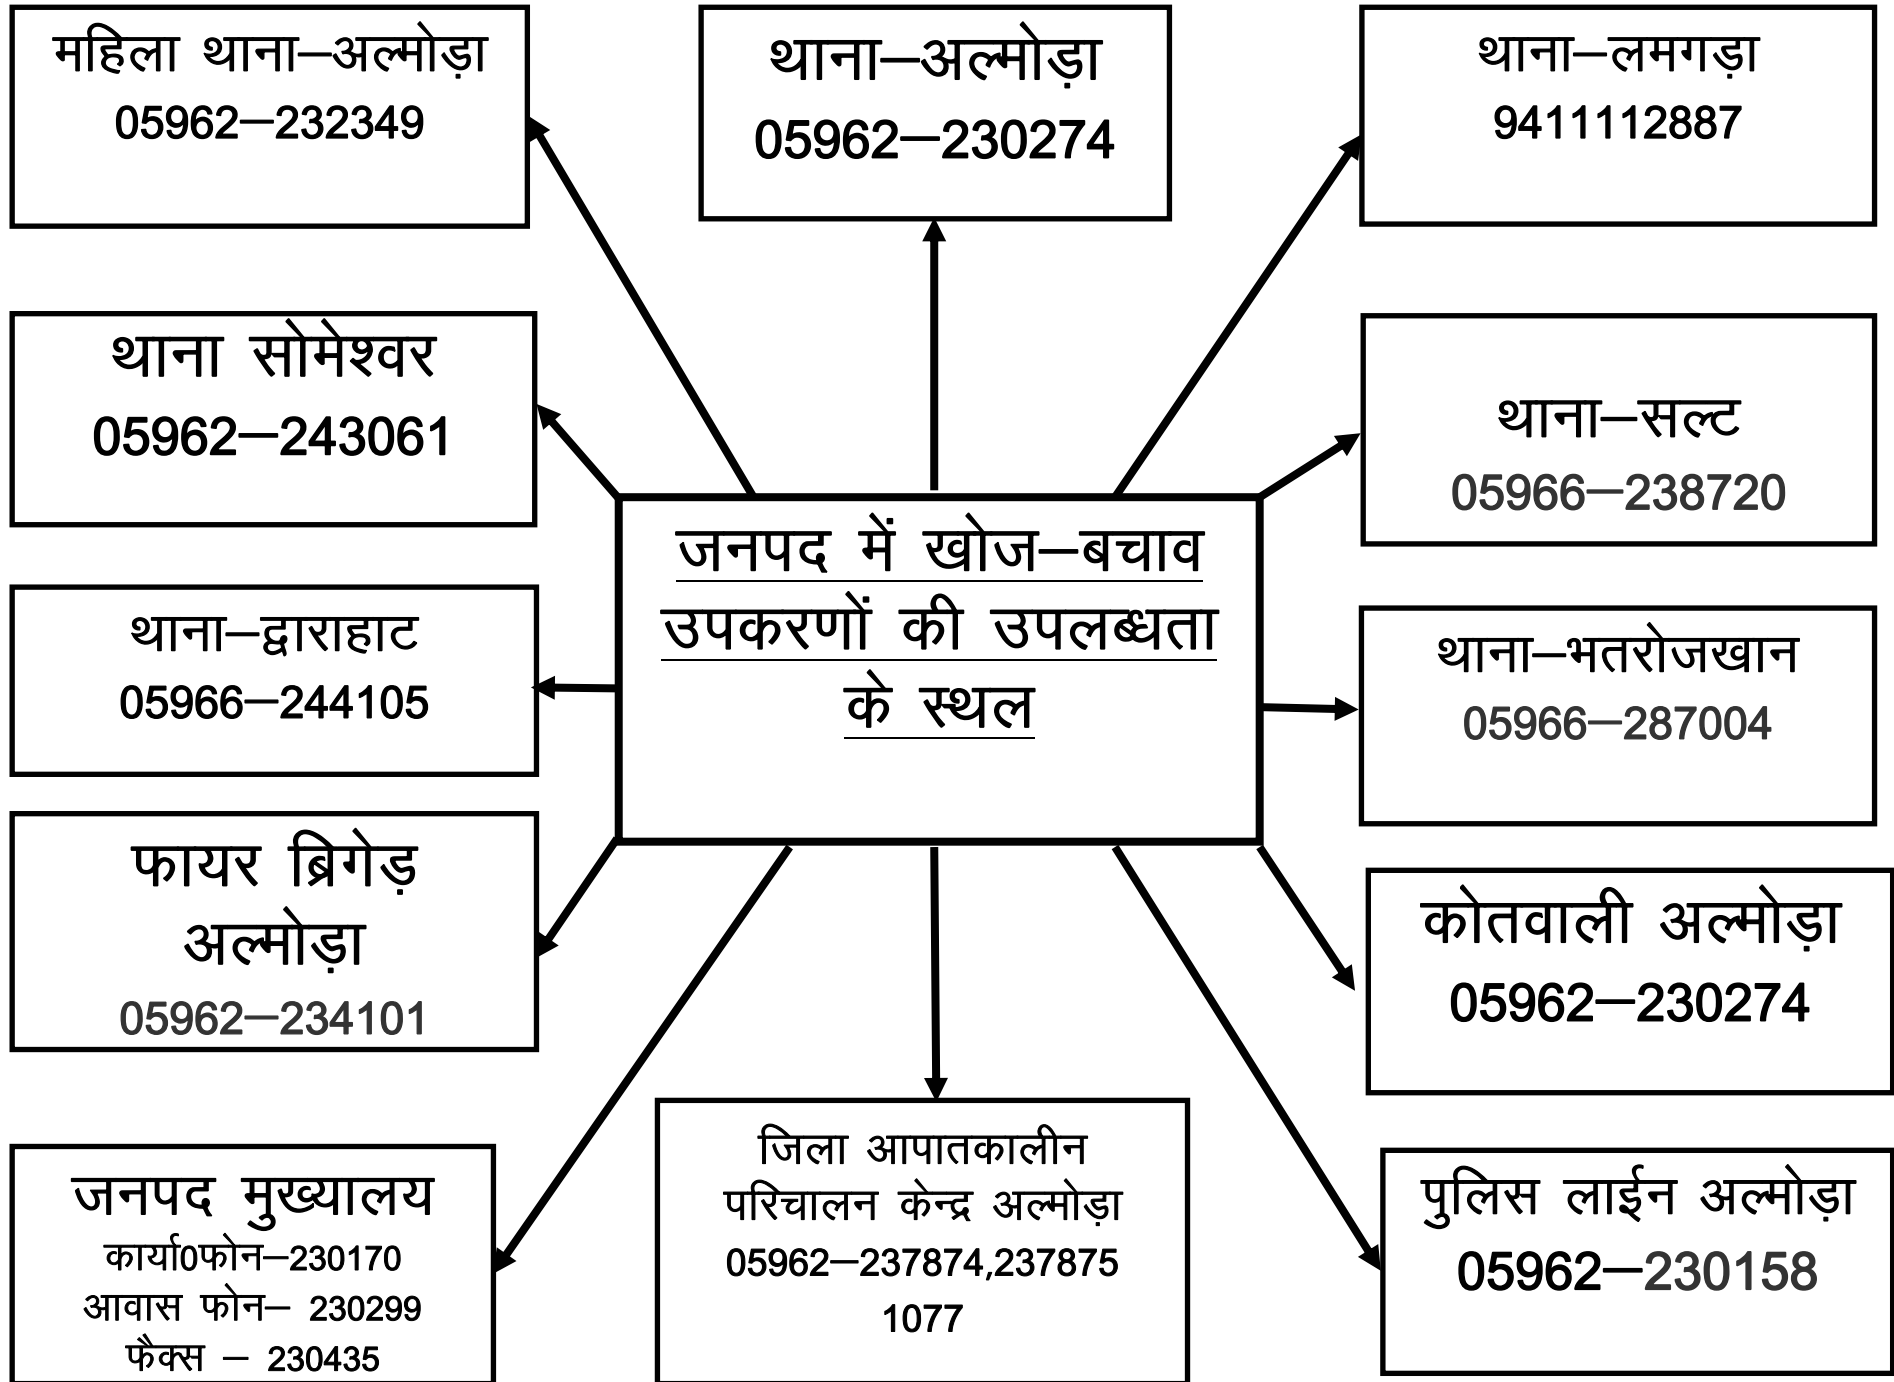 महिला थाना–अल्मोड़ा
05962–232349
थाना–अल्मोड़ा
05962–230274
थाना–लमगड़ा
9411112887
थाना सोमेश्वर
05962–243061
थाना–सल्ट
05966–238720
जनपद में खोज–बचाव
उपकरणों की उपलब्धता
के स्थल
थाना–द्वाराहाट
05966–244105
थाना–भतरोजखान
05966–287004
फायर ब्रिगेड़
अल्मोड़ा
05962–234101
कोतवाली अल्मोड़ा
05962–230274
जनपद मुख्यालय
कार्या0फोन–230170
आवास फोन– 230299
फैक्स – 230435
जिला आपातकालीन
परिचालन केन्द्र अल्मोड़ा
05962–237874,237875
1077
पुलिस लाईन अल्मोड़ा
05962–230158